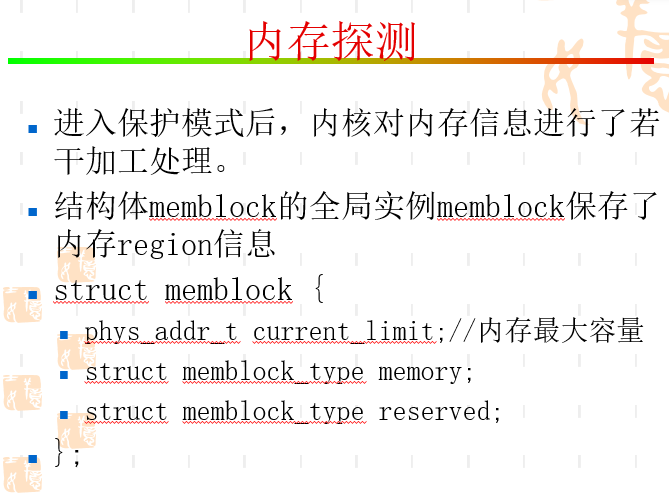 内存探测
进入保护模式后，内核对内存信息进行了若
干加工处理。
结构体memblock的全局实例memblock保存了
内存region信息
struct memblock {
phys_addr_t current_limit;//内存最大容量
struct memblock_type memory;
struct memblock_type reserved;
};